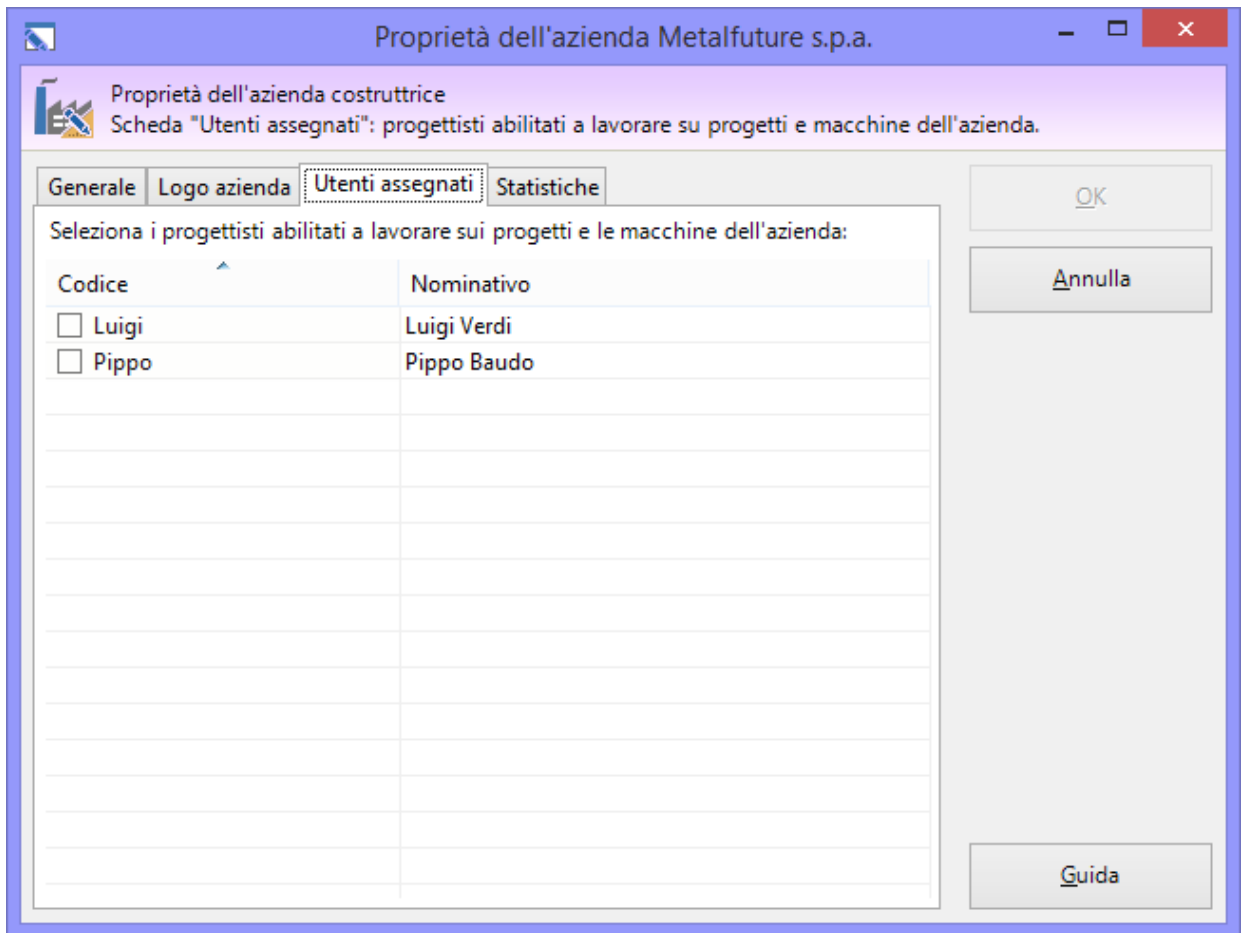 Proprietà dell'azienda Metalfuture s.p.a.
Proprietà dell'azienda costruttrice
Scheda "Utenti assegnati": progettisti abilitati a lavorare su progetti e macchine dell'azienda.
Generale Logo azienda Utenti assegnati Statistiche
OK
Seleziona i progettisti abilitati a lavorare sui progetti e le macchine dell'azienda:
Annulla
Codice Nominativo
Luigi Luigi Verdi
Pippo Pippo Baudo
Guida